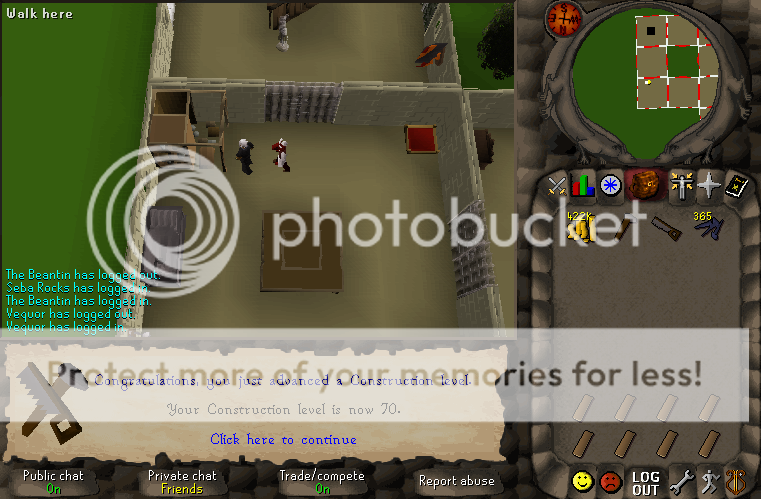 Walk here
422K
365
photobucket
The Beantin has logged out.
Seba Rocks has logged in.
The Beantin has logged in.
Vequor has logged out.
Vequor has logged in.
Protect more of your memories for less!
Congratulations, you just advanced a Construction level.
Your Construction level is now 70.
Click here to continue
Public chat
On
Private chat
Friends
Trade/compete
On
Report abuse
LOG
OUT